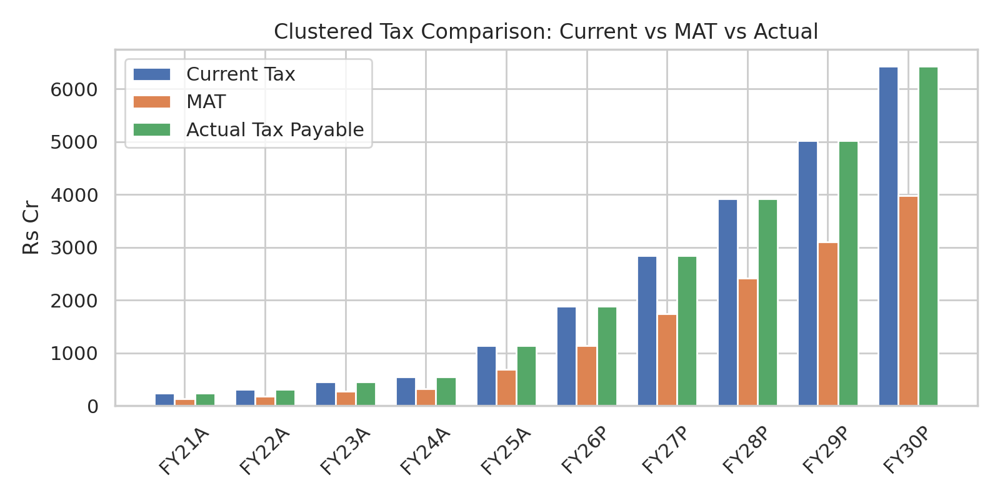 Clustered Tax Comparison: Current vs MAT vs Actual
Current Tax
MAT
Actual Tax Payable
Rs Cr
6000
5000
4000
3000
2000
1000
0
FY21A
FY22A
FY23A
FY24A
FY25A
FY26P
FY27P
FY28P
FY29P
FY30P